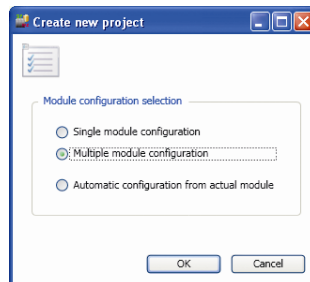 Create new project
Module configuration selection
Single module configuration
Multiple module configuration
Automatic configuration from actual module
OK
Cancel